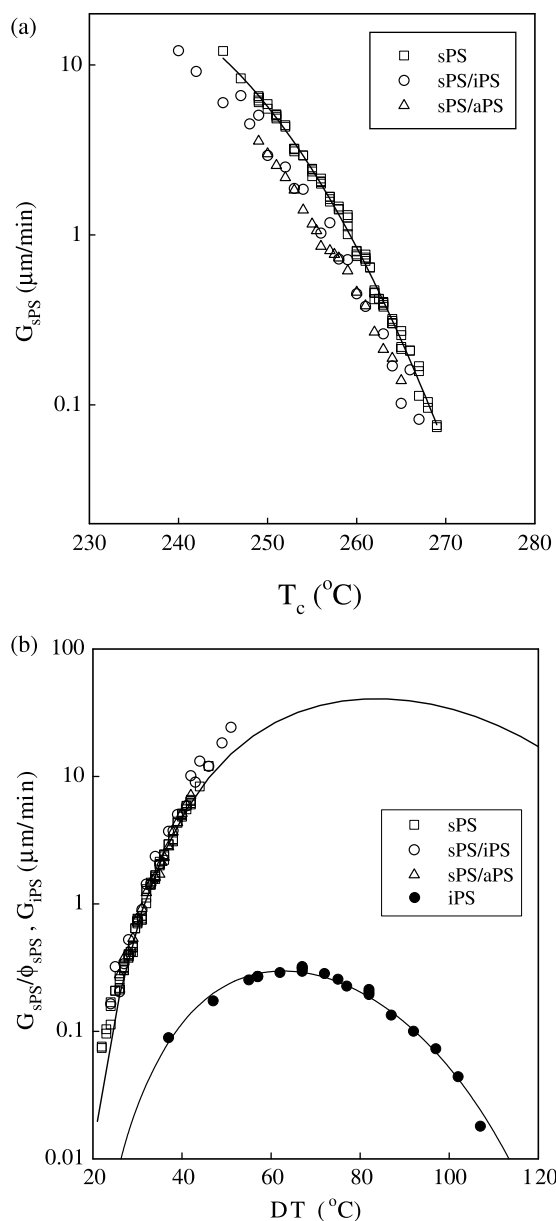 (a)
10
1
0.1
G_sPS (μm/min)
sPS
sPS/iPS
sPS/aPS
230 240 250 260 270 280
T_c (°C)
(b)
100
10
1
0.1
0.01
G_sPS/ϕ_sPS , G_iPS (μm/min)
sPS
sPS/iPS
sPS/aPS
iPS
20 40 60 80 100 120
DT (°C)